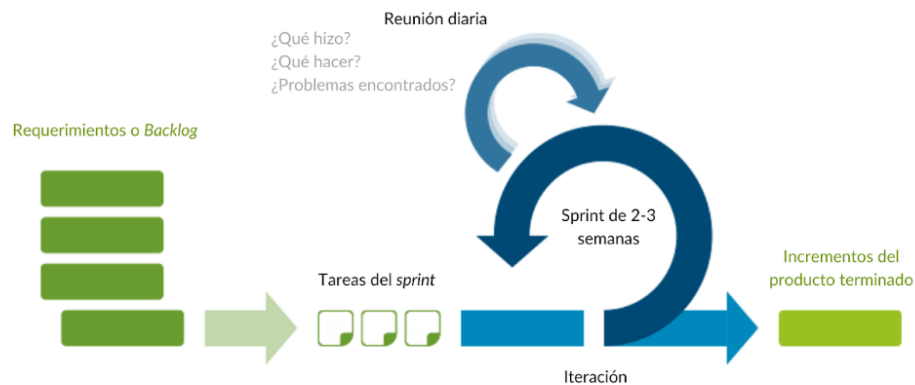 Reunión diaria
¿Qué hizo?
¿Qué hacer?
¿Problemas encontrados?
Requerimientos o Backlog
Sprint de 2-3
semanas
Tareas del sprint
Incrementos del
producto terminado
Iteración